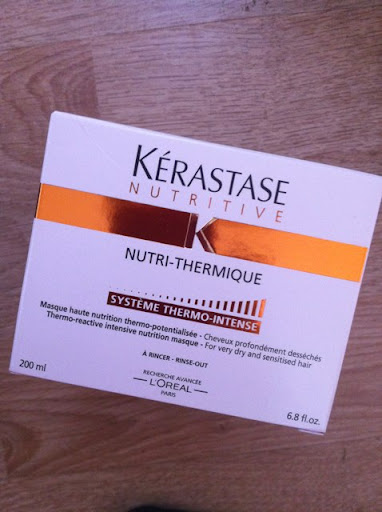 KÉRASTASE
NUTRITIVE
K
NUTRI-THERMIQUE
SYSTÈME THERMO-INTENSE
Masque haute nutrition thermo-potentialisée - Cheveux profondément desséchés
Thermo-reactive intensive nutrition masque - For very dry and sensitised hair
À RINCER - RINSE-OUT
200 ml
RECHERCHE AVANCÉE
L'ORÉAL
PARIS
6.8 fl.oz.